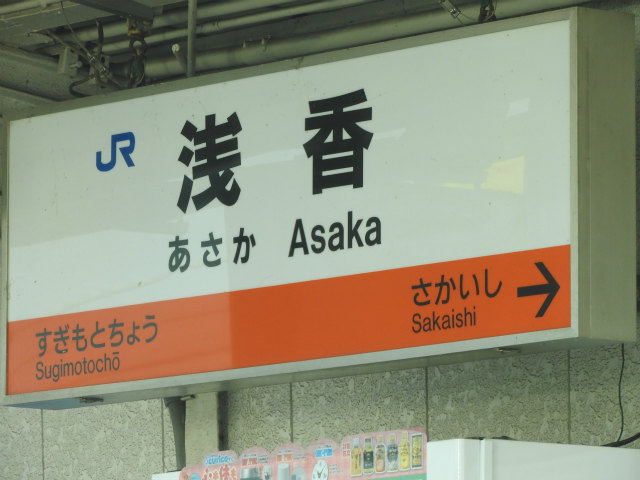 JR 浅香
あさか Asaka
すぎもとちょう
Sugimotochō
さかいし →
Sakaishi